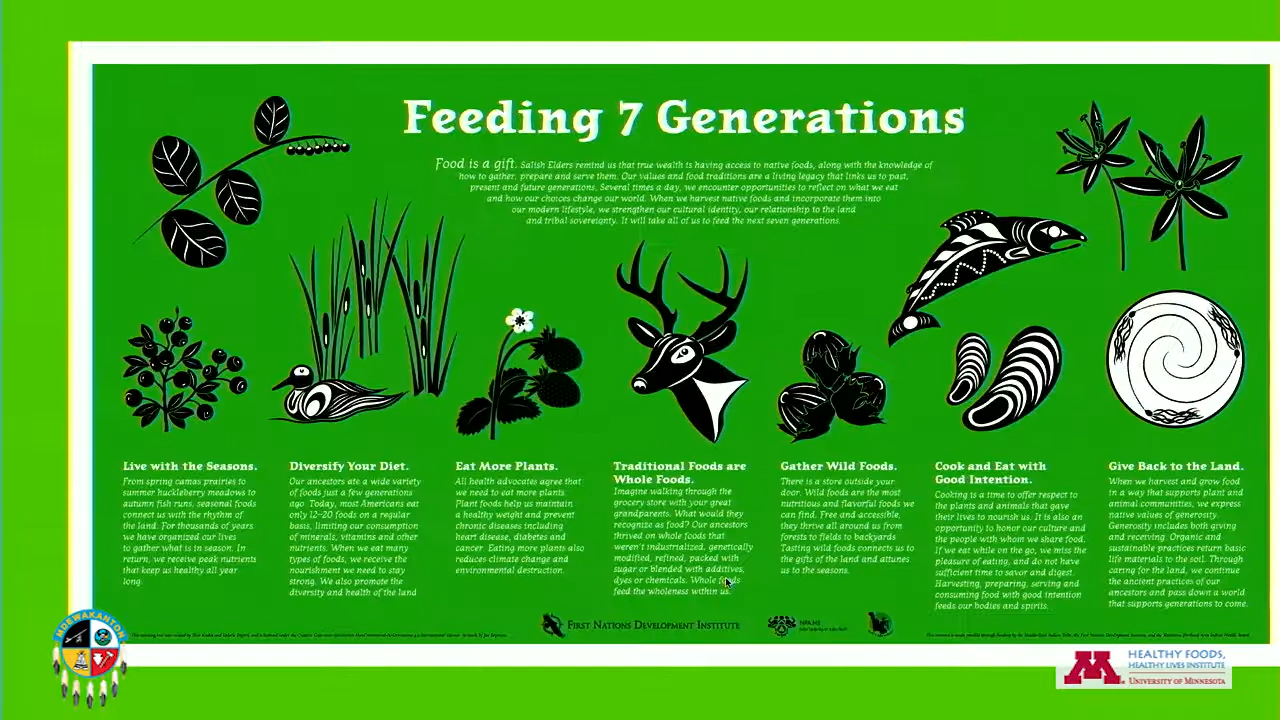 Feeding 7 Generations
Food is a gift. Salish Elders remind us that true wealth is having access to native foods, along with the knowledge of
how to gather, prepare and serve them. Our values and food traditions are a living legacy that links us to past,
present and future generations. Several times a day, we encounter opportunities to reflect on what we eat
and how our choices change our world. When we harvest native foods and incorporate them into
our modern lifestyle, we strengthen our cultural identity, our relationship to the land
and tribal sovereignty. It will take all of us to feed the next seven generations.
Live with the Seasons.
From spring camas prairies to
summer huckleberry meadows to
autumn fish runs, seasonal foods
connect us with the rhythm of
the land. For thousands of years
we have organized our lives
to gather what is in season. In
return, we receive peak nutrients
that keep us healthy all year
long.
Diversify Your Diet.
Our ancestors ate a wide variety
of foods just a few generations
ago. Today, most Americans eat
only 12-20 foods on a regular
basis, limiting our consumption
of minerals, vitamins and other
nutrients. When we eat many
types of foods, we receive the
nourishment we need to stay
strong. We also promote the
diversity and health of the land
Eat More Plants.
All health advocates agree that
we need to eat more plants.
Plant foods help us maintain
a healthy weight and prevent
chronic diseases including
heart disease, diabetes and
cancer. Eating more plants also
reduces climate change and
environmental destruction.
Traditional Foods are
Whole Foods.
Imagine walking through the
grocery store with your great
grandparents. What would they
recognize as food? Our ancestors
thrived on whole foods that
weren't industrialized, genetically
modified, refined, packed with
sugar or blended with additives,
dyes or chemicals. Whole foods
feed the wholeness within us.
Gather Wild Foods.
There is a store outside your
door. Wild foods are the most
nutritious and flavorful foods we
can find. Free and accessible,
they thrive all around us from
forests to fields to backyards
Tasting wild foods connects us to
the gifts of the land and attunes
us to the seasons.
Cook and Eat with
Good Intention.
Cooking is a time to offer respect to
the plants and animals that gave
their lives to nourish us. It is also an
opportunity to honor our culture and
the people with whom we share food.
If we eat while on the go, we miss the
pleasure of eating, and do not have
sufficient time to savor and digest.
Harvesting, preparing, serving and
consuming food with good intention
feeds our bodies and spirits.
Give Back to the Land.
When we harvest and grow food
in a way that supports plant and
animal communities, we express
native values of generosity.
Generosity includes both giving
and receiving. Organic and
sustainable practices return basic
life materials to the soil. Through
caring for the land, we continue
the ancient practices of our
ancestors and pass down a world
that supports generations to come.
FIRST NATIONS DEVELOPMENT INSTITUTE
MDEWAKANTON
M
HEALTHY FOODS,
HEALTHY LIVES INSTITUTE
UNIVERSITY OF MINNESOTA